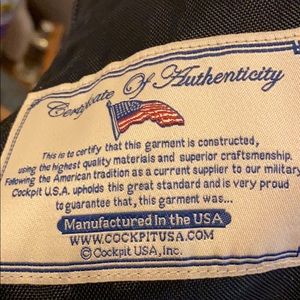 Certificate Of Authenticity
This is to certify that this garment is constructed,
using the highest quality materials and superior craftsmanship.
Following the American tradition as a current supplier to our military,
Cockpit U.S.A. upholds this great standard and is very proud
to guarantee that, this garment was...
Manufactured In the USA
WWW.COCKPITUSA.COM
© Cockpit USA, Inc.